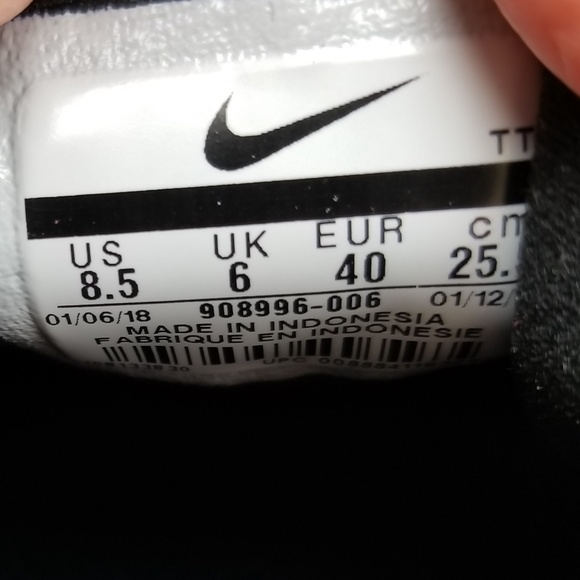 TT
US UK EUR cm
8.5 6 40 25.
01/06/18 908996-006 01/12/
MADE IN INDONESIA
FABRIQUE EN INDONESIE
UPC